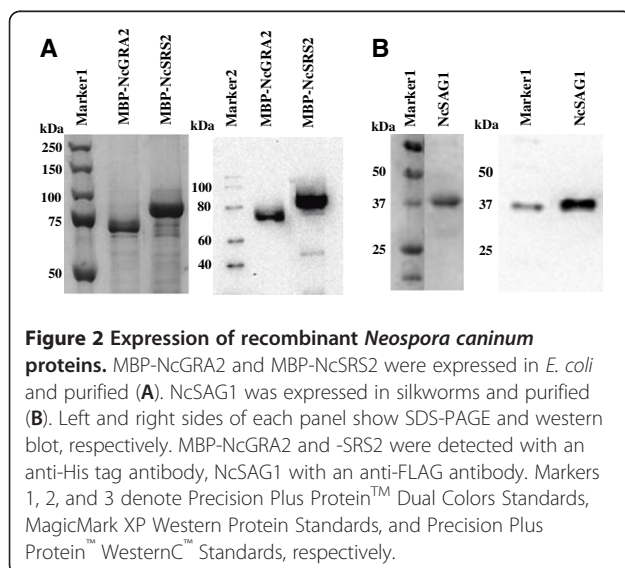 A
B
Marker1
MBP-NcGRA2
MBP-NcSRS2
Marker2
MBP-NcGRA2
MBP-NcSRS2
Marker1
NcSAG1
Marker1
NcSAG1
kDa
250
150
100
75
50
kDa
100
80
60
40
kDa
50
37
25
kDa
50
37
25
Figure 2 Expression of recombinant Neospora caninum
proteins. MBP-NcGRA2 and MBP-NcSRS2 were expressed in E. coli
and purified (A). NcSAG1 was expressed in silkworms and purified
(B). Left and right sides of each panel show SDS-PAGE and western
blot, respectively. MBP-NcGRA2 and -SRS2 were detected with an
anti-His tag antibody, NcSAG1 with an anti-FLAG antibody. Markers
1, 2, and 3 denote Precision Plus Protein™ Dual Colors Standards,
MagicMark XP Western Protein Standards, and Precision Plus
Protein™ WesternC™ Standards, respectively.